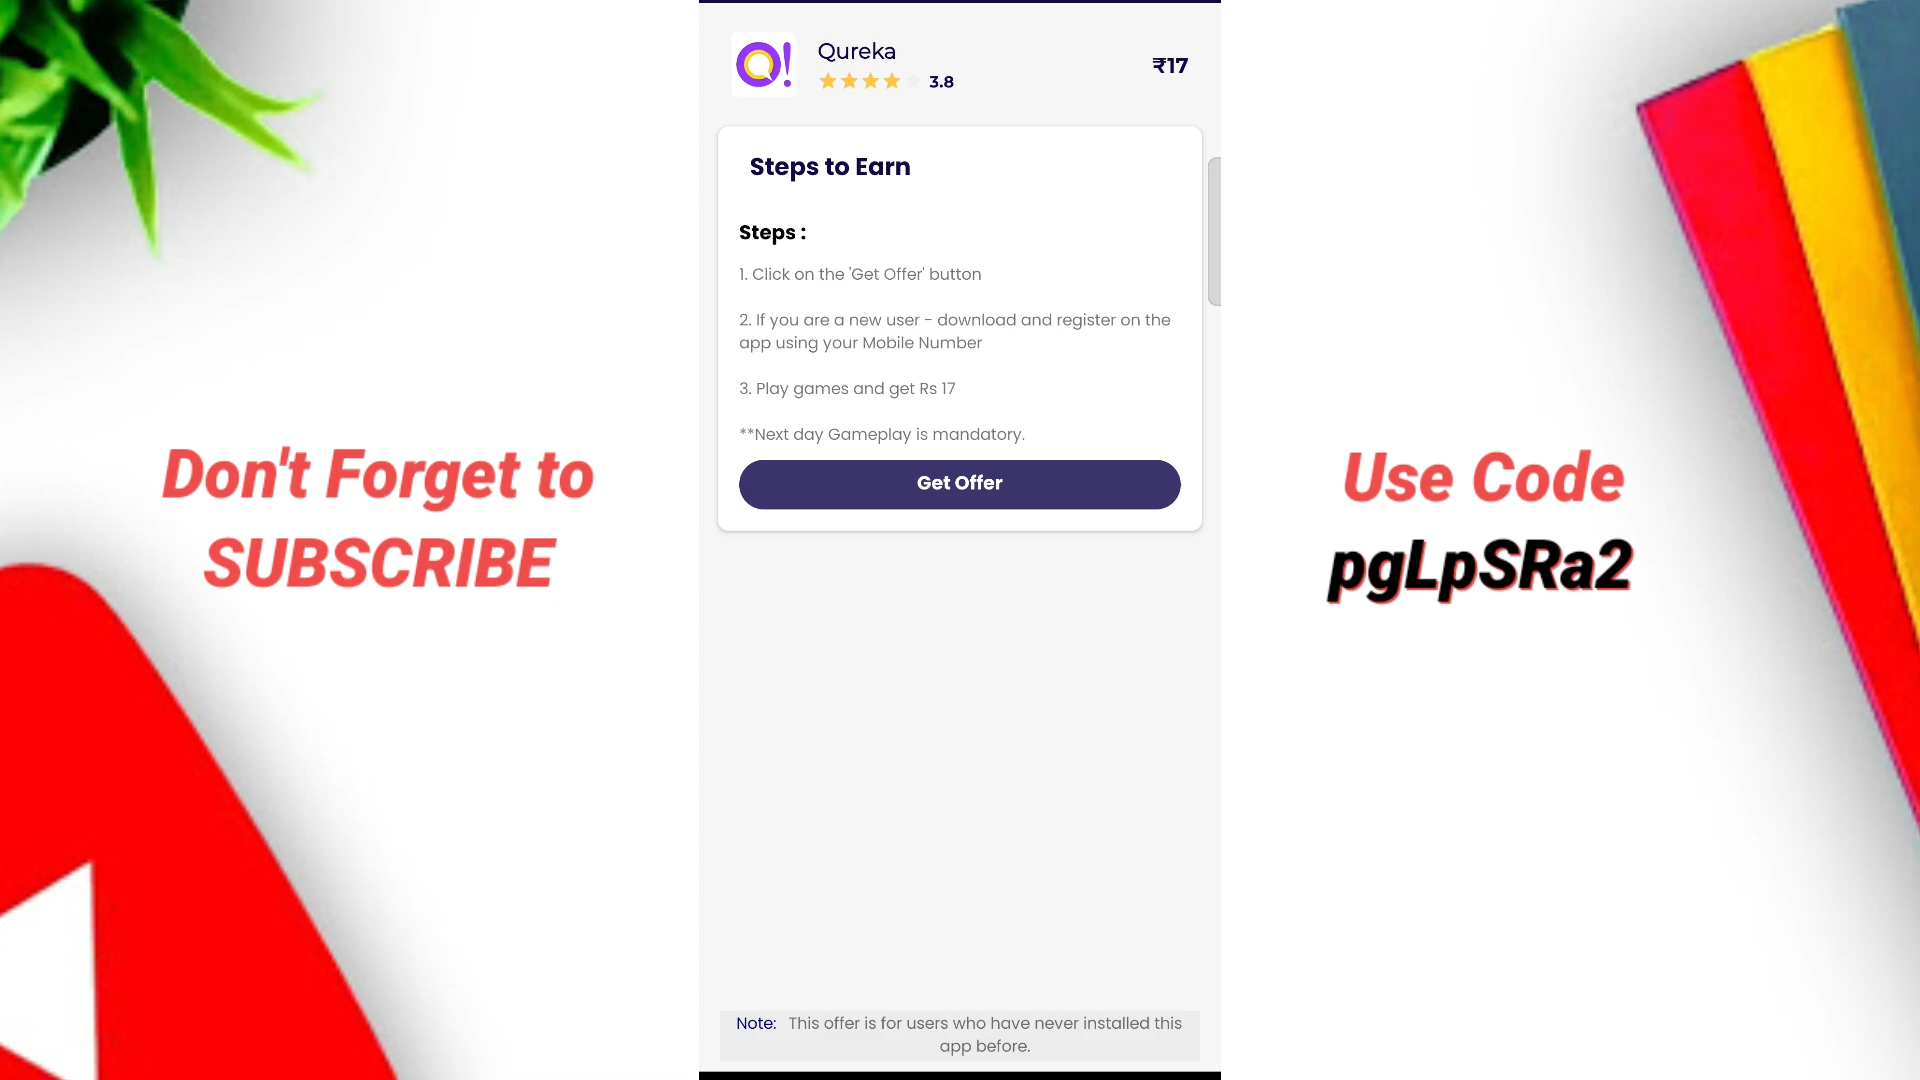 Qureka
3.8
₹17
Steps to Earn
Steps :
1. Click on the 'Get Offer' button
2. If you are a new user - download and register on the
app using your Mobile Number
3. Play games and get Rs 17
**Next day Gameplay is mandatory.
Get Offer
Note: This offer is for users who have never installed this
app before.
Don't Forget to
SUBSCRIBE
Use Code
pgLpSRa2